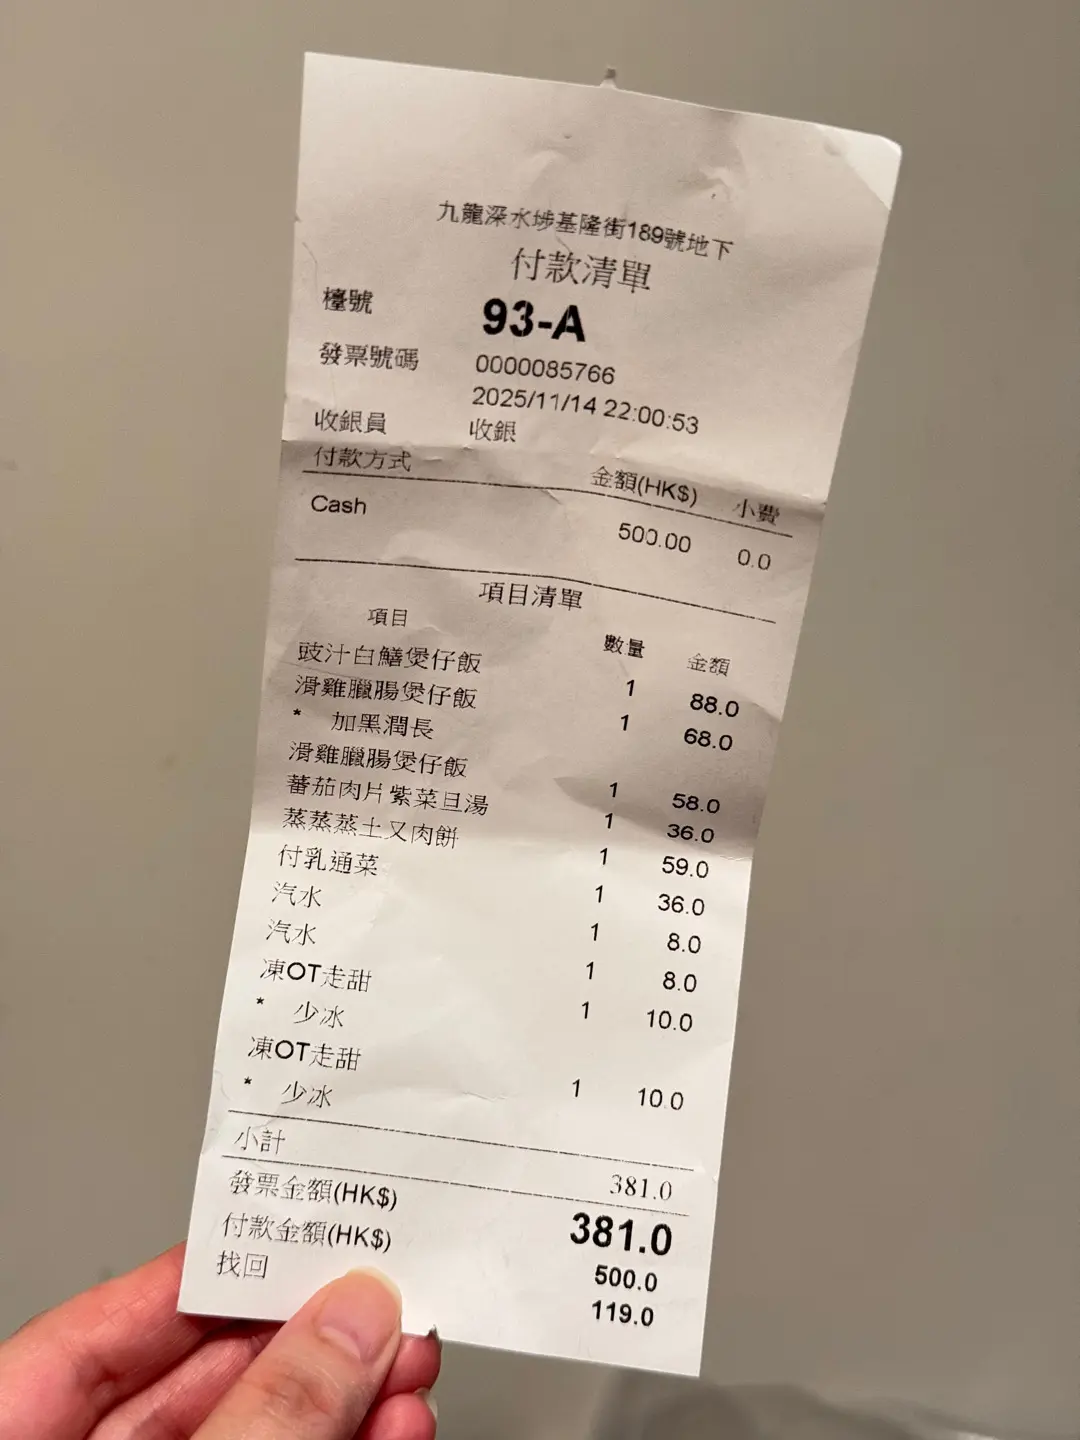 九龍深水埗基隆街189號地下
付款清單
檯號 93-A
發票號碼 0000085766
2025/11/14 22:00:53
收銀員 收銀
付款方式 金額(HK$) 小費
Cash 500.00 0.0
項目清單
項目 數量 金額
豉汁白鱔煲仔飯 1 88.0
滑雞臘腸煲仔飯 1 68.0
* 加黑潤長
滑雞臘腸煲仔飯 1 58.0
蕃茄肉片紫菜旦湯 1 36.0
蒸蒸蒸土又肉餅 1 59.0
付乳通菜 1 36.0
汽水 1 8.0
汽水 1 8.0
凍OT走甜 1 10.0
* 少冰
凍OT走甜 1 10.0
* 少冰
小計 381.0
發票金額(HK$) 381.0
付款金額(HK$) 500.0
找回 119.0